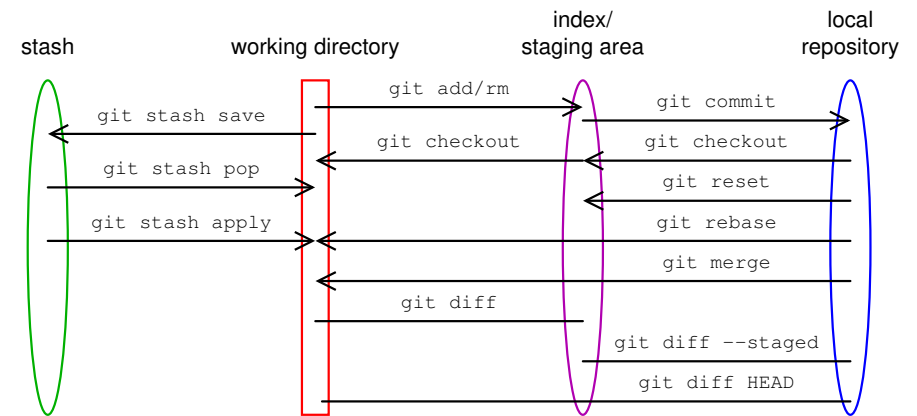 stash
working directory
index/
staging area
local
repository
git add/rm
git commit
git stash save
git checkout
git checkout
git stash pop
git reset
git stash apply
git rebase
git merge
git diff
git diff --staged
git diff HEAD